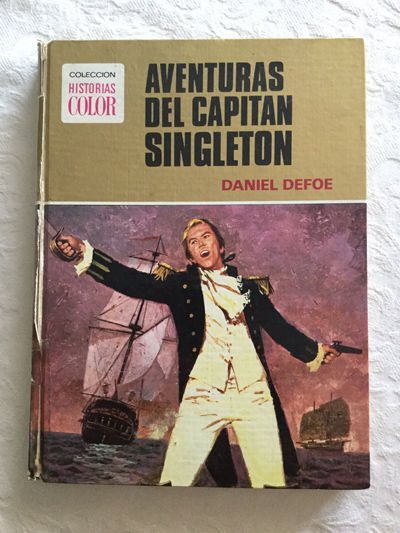 COLECCION
HISTORIAS
COLOR
AVENTURAS
DEL CAPITAN
SINGLETON
DANIEL DEFOE